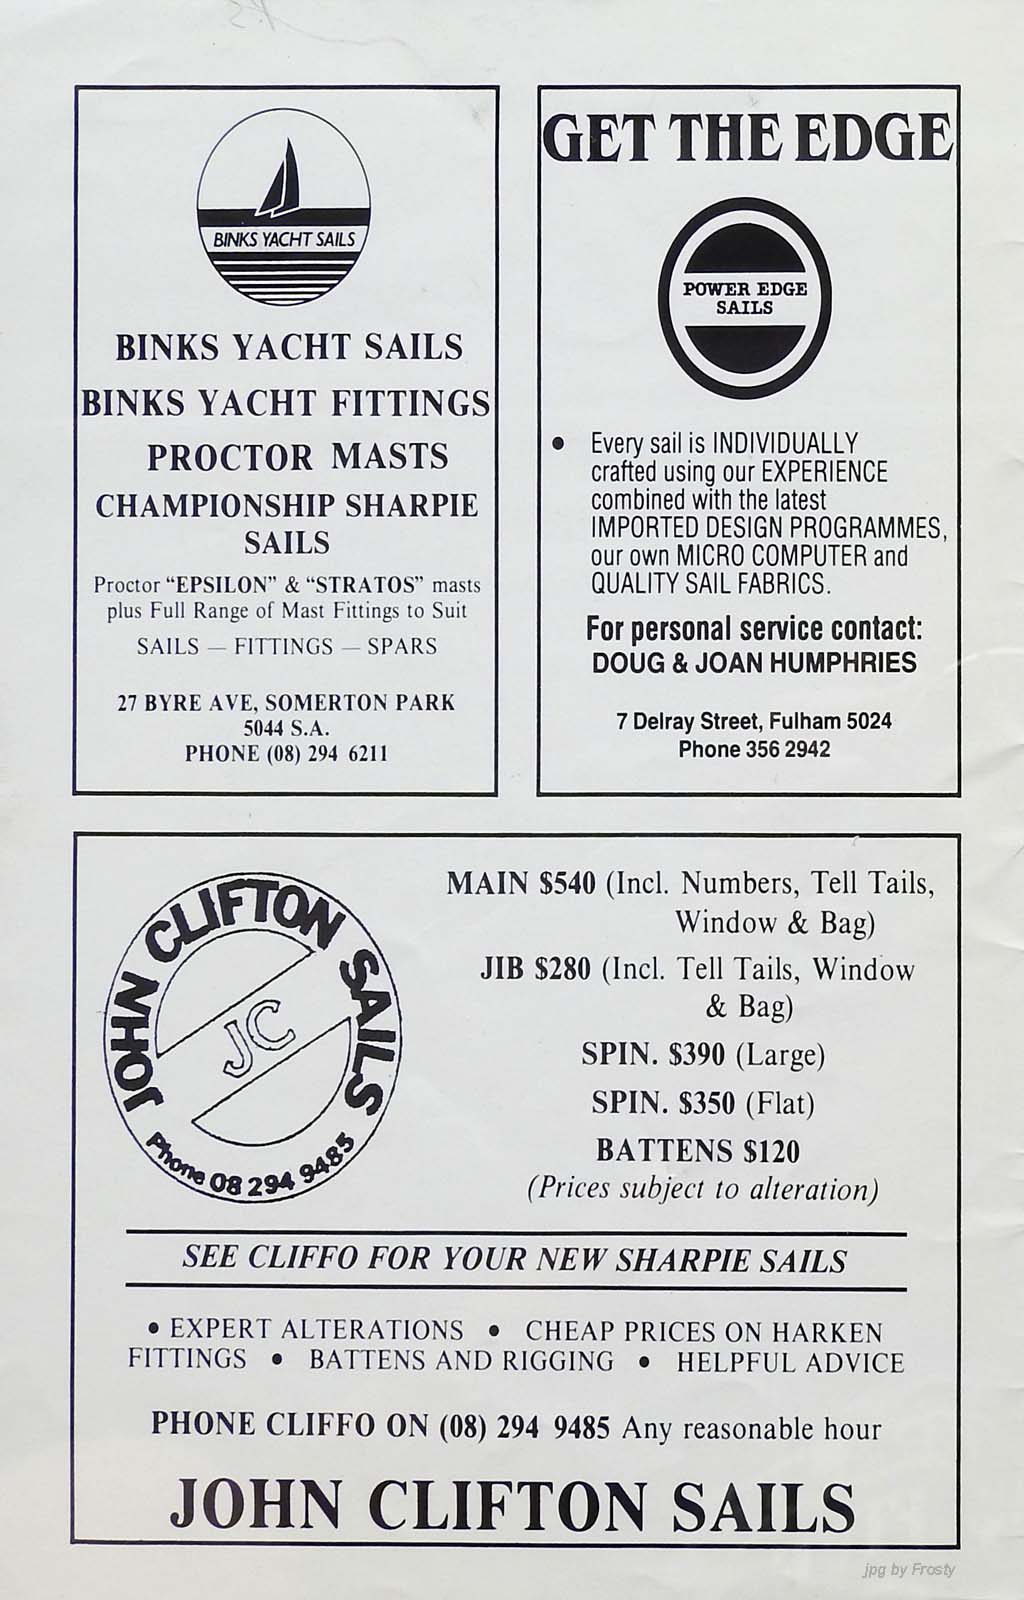 BINKS YACHT SAILS
BINKS YACHT SAILS
BINKS YACHT FITTINGS
PROCTOR MASTS
CHAMPIONSHIP SHARPIE
SAILS
Proctor “EPSILON” & “STRATOS” masts
plus Full Range of Mast Fittings to Suit
SAILS — FITTINGS — SPARS
27 BYRE AVE, SOMERTON PARK
5044 S.A.
PHONE (08) 294 6211
GET THE EDGE
POWER EDGE
SAILS
• Every sail is INDIVIDUALLY
crafted using our EXPERIENCE
combined with the latest
IMPORTED DESIGN PROGRAMMES,
our own MICRO COMPUTER and
QUALITY SAIL FABRICS.
For personal service contact:
DOUG & JOAN HUMPHRIES
7 Delray Street, Fulham 5024
Phone 356 2942
JOHN CLIFTON SAILS
JC
Phone 08 294 9485
MAIN $540 (Incl. Numbers, Tell Tails,
Window & Bag)
JIB $280 (Incl. Tell Tails, Window
& Bag)
SPIN. $390 (Large)
SPIN. $350 (Flat)
BATTENS $120
(Prices subject to alteration)
SEE CLIFFO FOR YOUR NEW SHARPIE SAILS
• EXPERT ALTERATIONS • CHEAP PRICES ON HARKEN
FITTINGS • BATTENS AND RIGGING • HELPFUL ADVICE
PHONE CLIFFO ON (08) 294 9485 Any reasonable hour
JOHN CLIFTON SAILS
jpg by Frosty